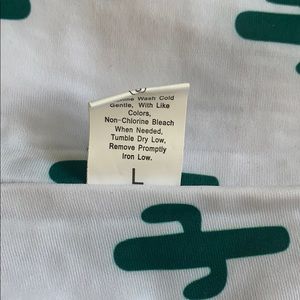 Wash Cold
Gentle, With Like
Colors,
Non-Chlorine Bleach
When Needed,
Tumble Dry Low,
Remove Promptly
Iron Low.
L